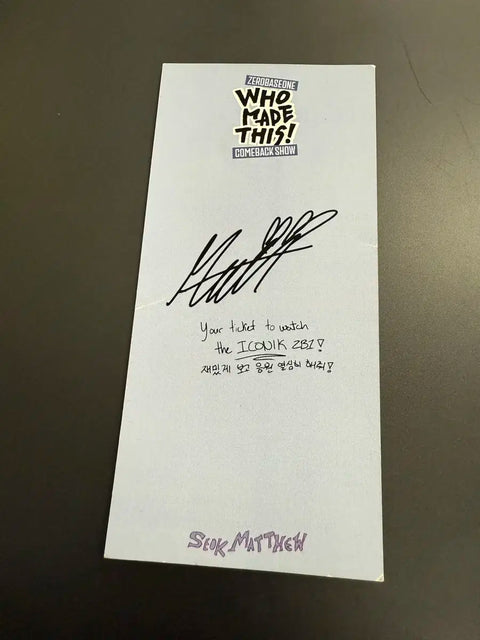 ZEROBASEONE
WHO
MADE
THIS!
COMEBACK SHOW
Matt
Your ticket to watch
the ICONIK ZB1!
재밌게 보고 응원 열심히 해줘!
SEOK MATTHEW